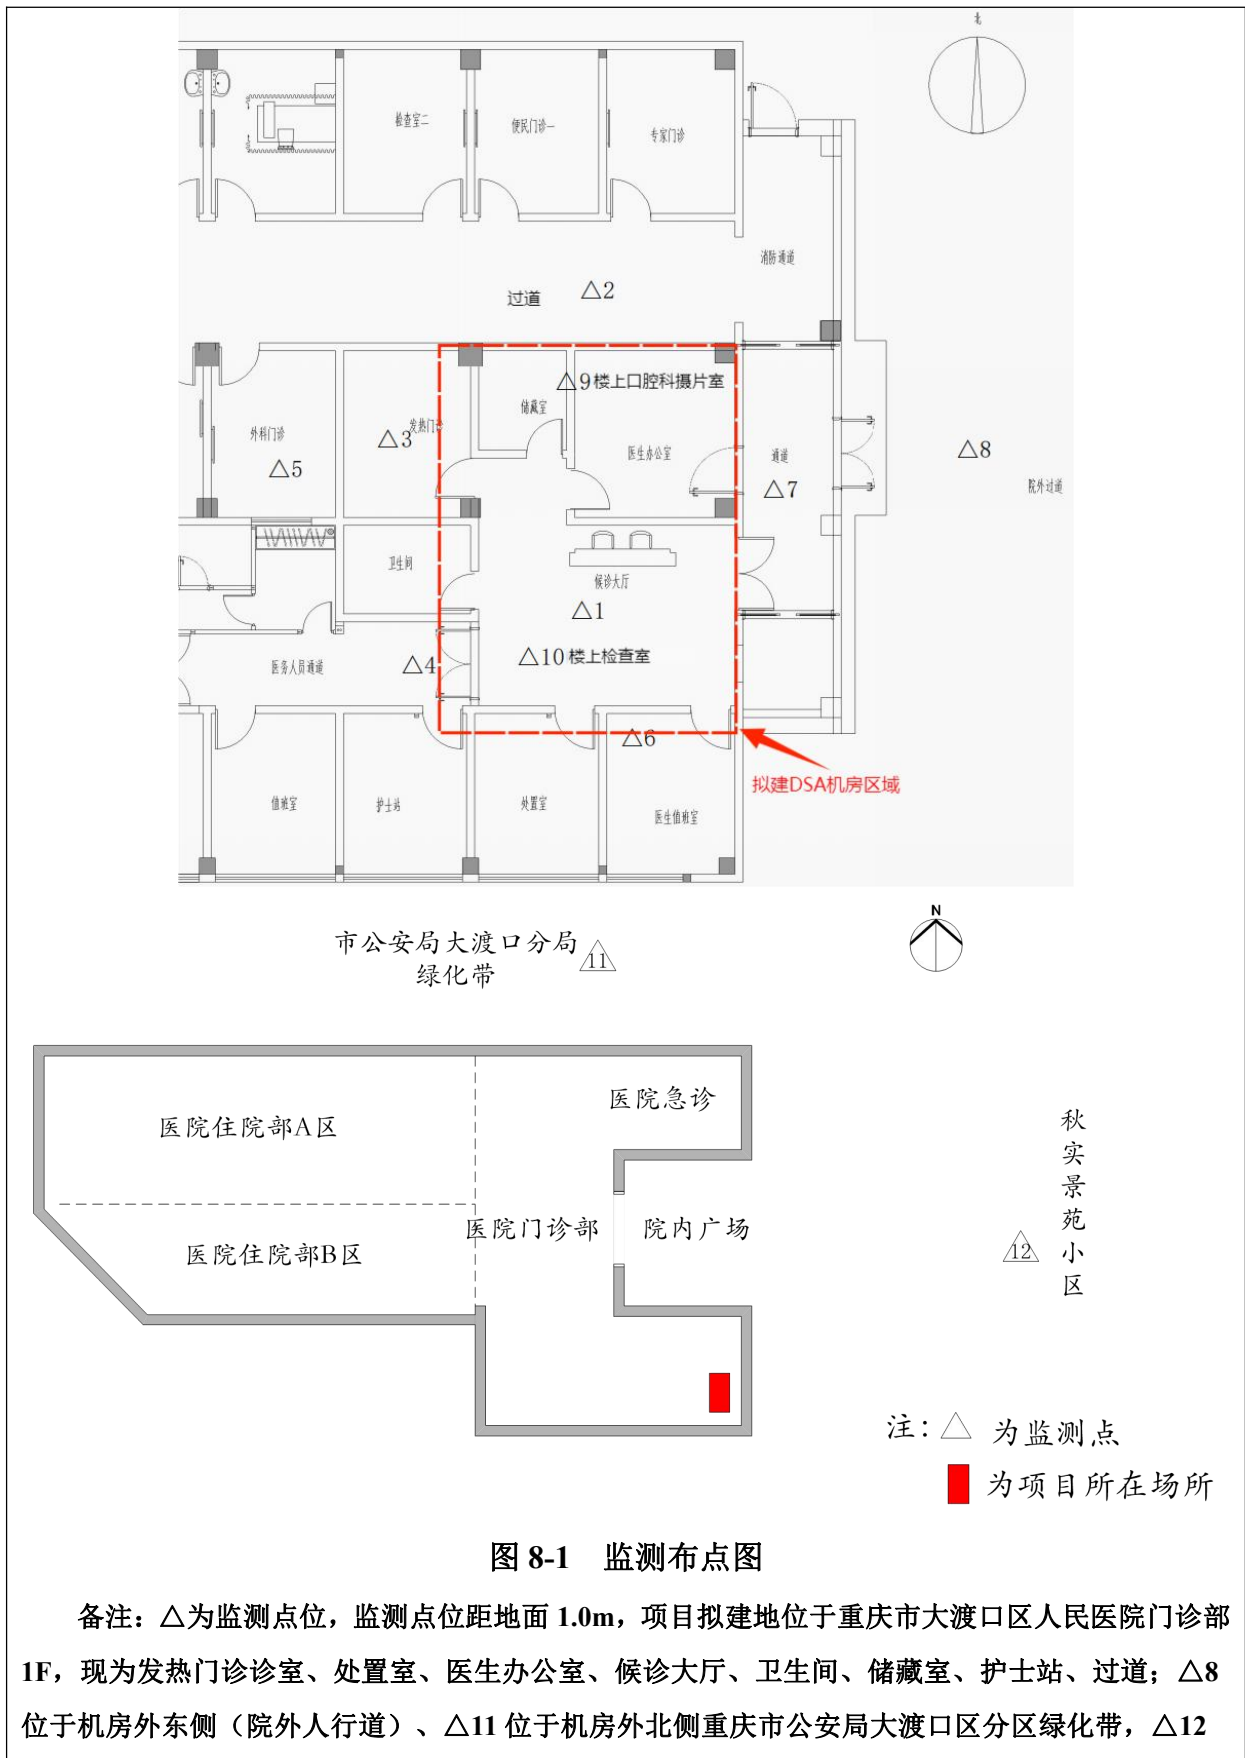 北
检查室二
便民门诊一
专家门诊
消防通道
过道
△2
△9楼上口腔科摄片室
储藏室
发热门诊
△3
外科门诊
△5
医生办公室
通道
△7
△8
院外过道
卫生间
候诊大厅
△1
△10楼上检查室
医务人员通道
△4
△6
拟建DSA机房区域
值班室
护士站
处置室
医生值班室
N
市公安局大渡口分局
绿化带
11
医院急诊
医院住院部A区
医院门诊部
院内广场
医院住院部B区
秋实景苑小区
12
注：△ 为监测点
为项目所在场所
图 8-1 监测布点图
备注：△为监测点位，监测点位距地面 1.0m，项目拟建地位于重庆市大渡口区人民医院门诊部
1F，现为发热门诊诊室、处置室、医生办公室、候诊大厅、卫生间、储藏室、护士站、过道；△8
位于机房外东侧（院外人行道）、△11 位于机房外北侧重庆市公安局大渡口区分区绿化带，△12